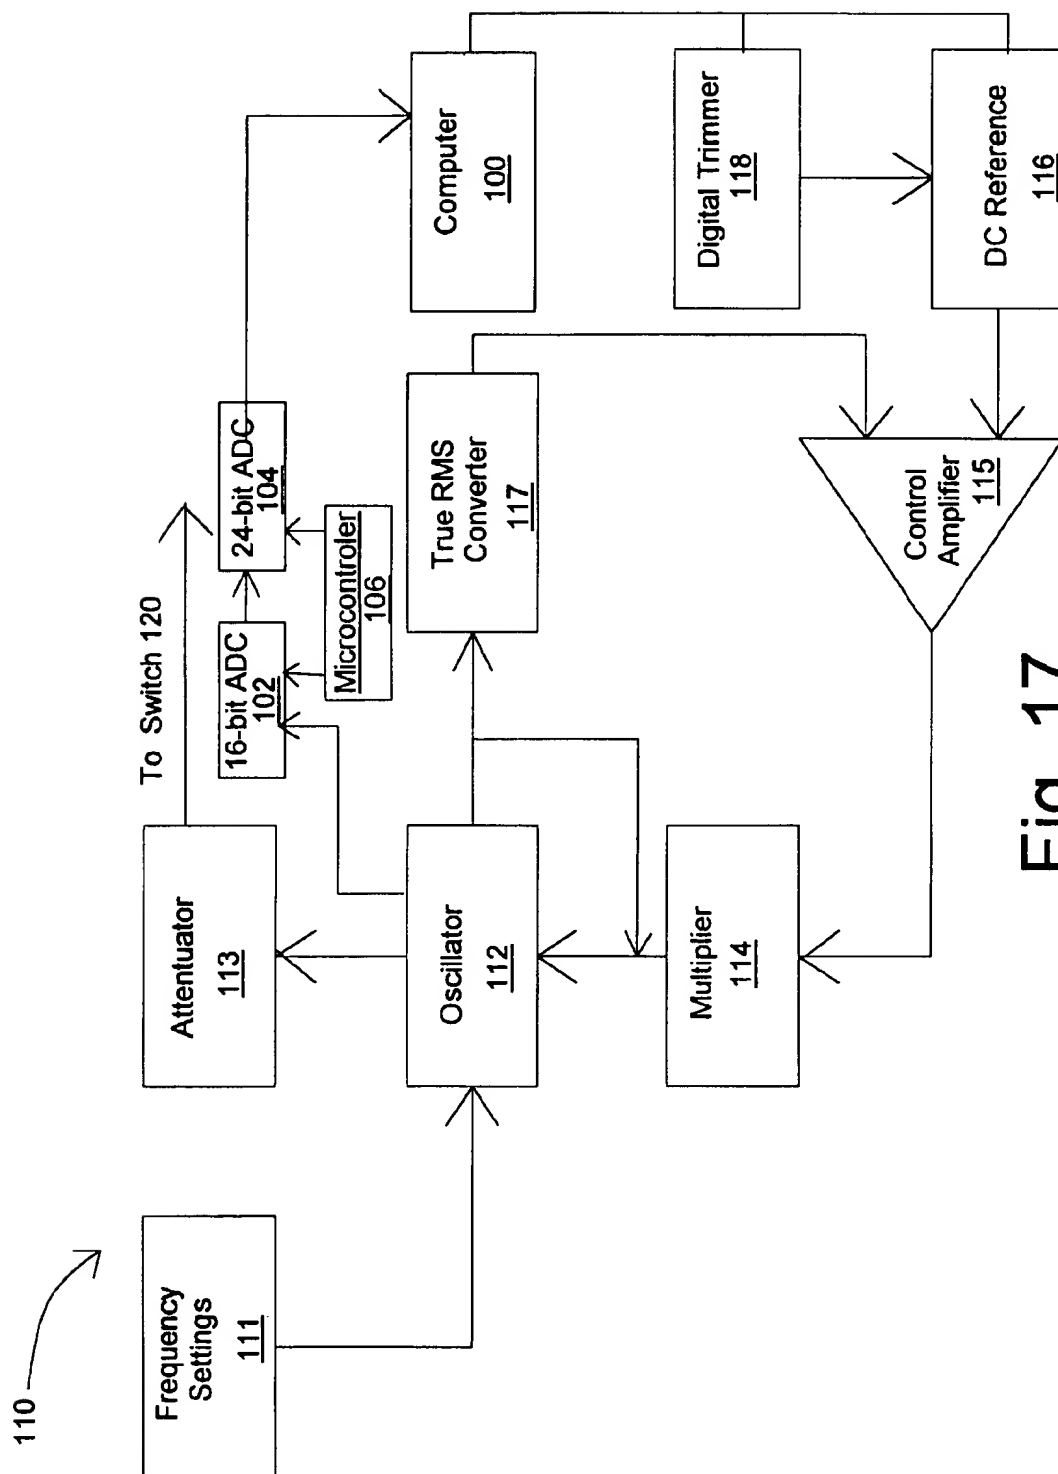 110
Frequency
Settings
111
Attentuator
113
To Switch 120
Oscillator
112
16-bit ADC
102
24-bit ADC
104
Microcontroler
106
Computer
100
True RMS
Converter
117
Multiplier
114
Digital Trimmer
118
Control
Amplifier
115
DC Reference
116
Fig. 17